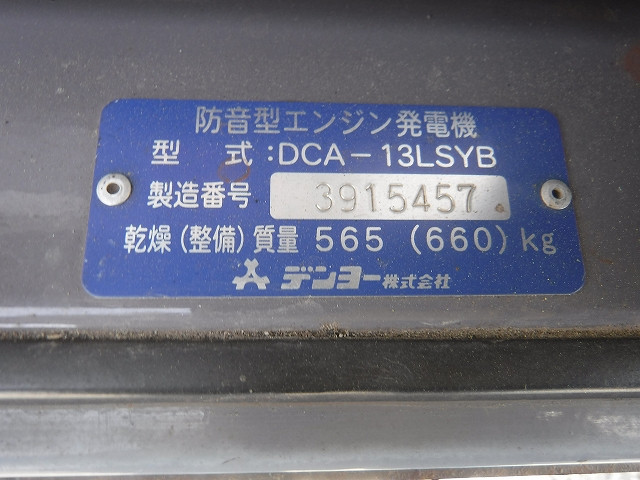 防音型エンジン発電機
型 式:DCA-13LSYB
製造番号 3915457
乾燥(整備)質量 565 (660) kg
デンヨー株式会社